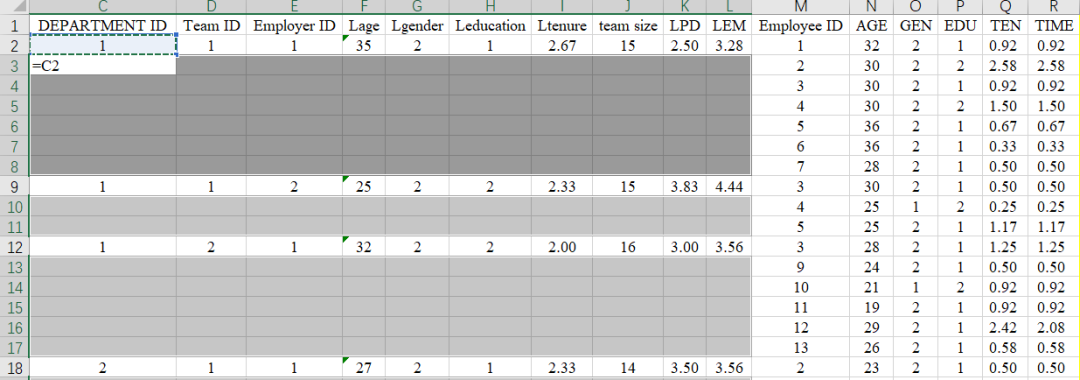 C D E F G H I J K L M N O P Q R
1 DEPARTMENT ID Team ID Employer ID Lage Lgender Leducation Ltenure team size LPD LEM Employee ID AGE GEN EDU TEN TIME
2 1 1 1 35 2 1 2.67 15 2.50 3.28 1 32 2 1 0.92 0.92
3 =C2 2 30 2 2 2.58 2.58
4 3 30 2 1 0.92 0.92
5 4 30 2 2 1.50 1.50
6 5 36 2 1 0.67 0.67
7 6 36 2 1 0.33 0.33
8 7 28 2 1 0.50 0.50
9 1 1 2 25 2 2 2.33 15 3.83 4.44 3 30 2 1 0.50 0.50
10 4 25 1 2 0.25 0.25
11 5 25 2 1 1.17 1.17
12 1 2 1 32 2 2 2.00 16 3.00 3.56 3 28 2 1 1.25 1.25
13 9 24 2 1 0.50 0.50
14 10 21 1 2 0.92 0.92
15 11 19 2 1 0.92 0.92
16 12 29 2 1 2.42 2.08
17 13 26 2 1 0.58 0.58
18 2 1 1 27 2 1 2.33 14 3.50 3.56 2 23 2 1 0.50 0.50